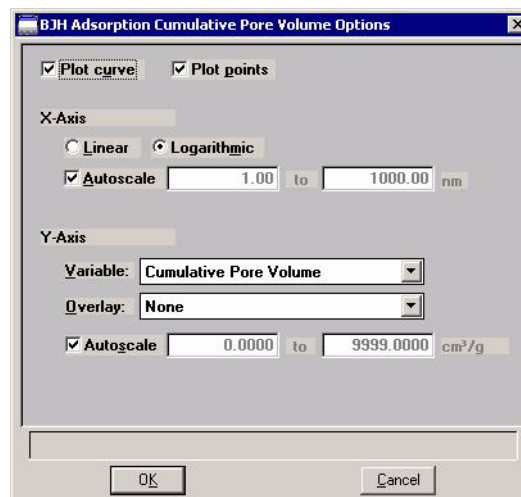 BJH Adsorption Cumulative Pore Volume Options
Plot curve Plot points
X-Axis
Linear Logarithmic
Autoscale 1.00 to 1000.00 nm
Y-Axis
Variable: Cumulative Pore Volume
Overlay: None
Autoscale 0.0000 to 9999.0000 cm³/g
OK Cancel